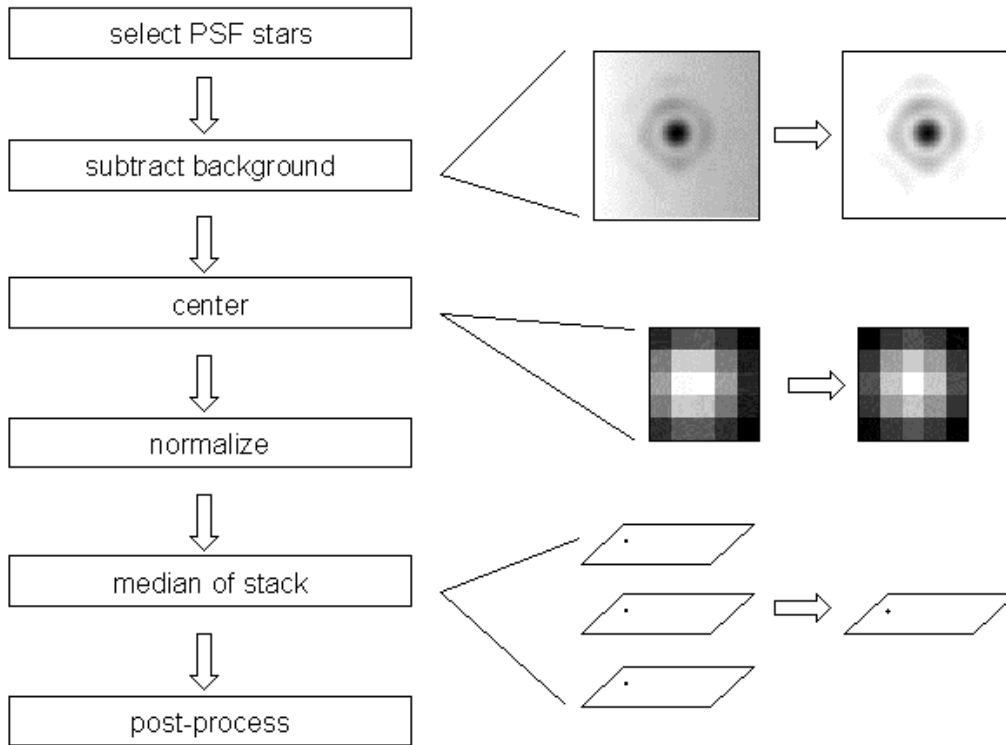 select PSF stars
subtract background
center
normalize
median of stack
post-process